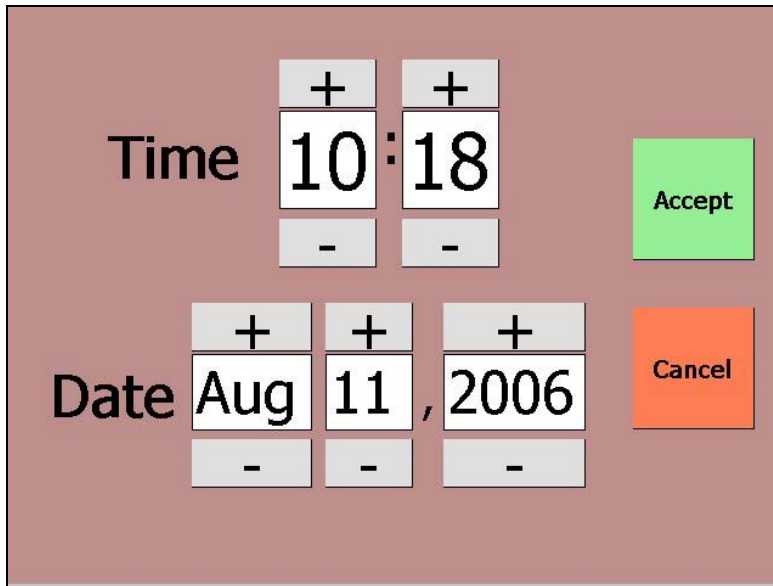 + +
Time 10 : 18
- -
Accept
+ + +
Date Aug 11 , 2006
- - -
Cancel